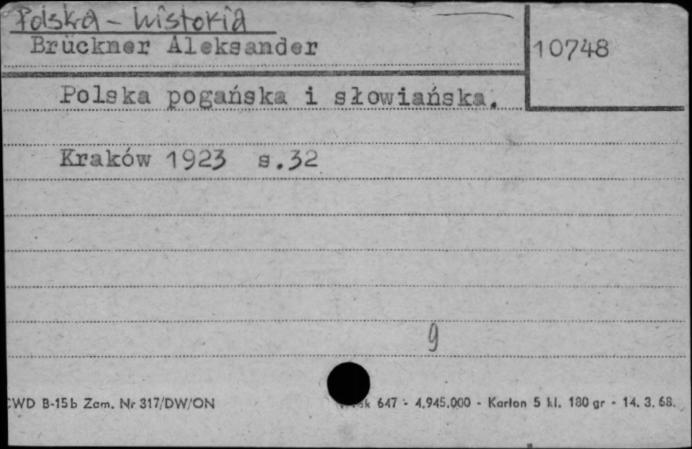 Polska - historia
Brückner Aleksander
10748
Polska pogańska i słowiańska.
Kraków 1923 s.32
9
CWD B-15b Zam. Nr 317/DW/ON
647 - 4.945.000 - Karton 5 kl. 180 gr - 14. 3. 68.